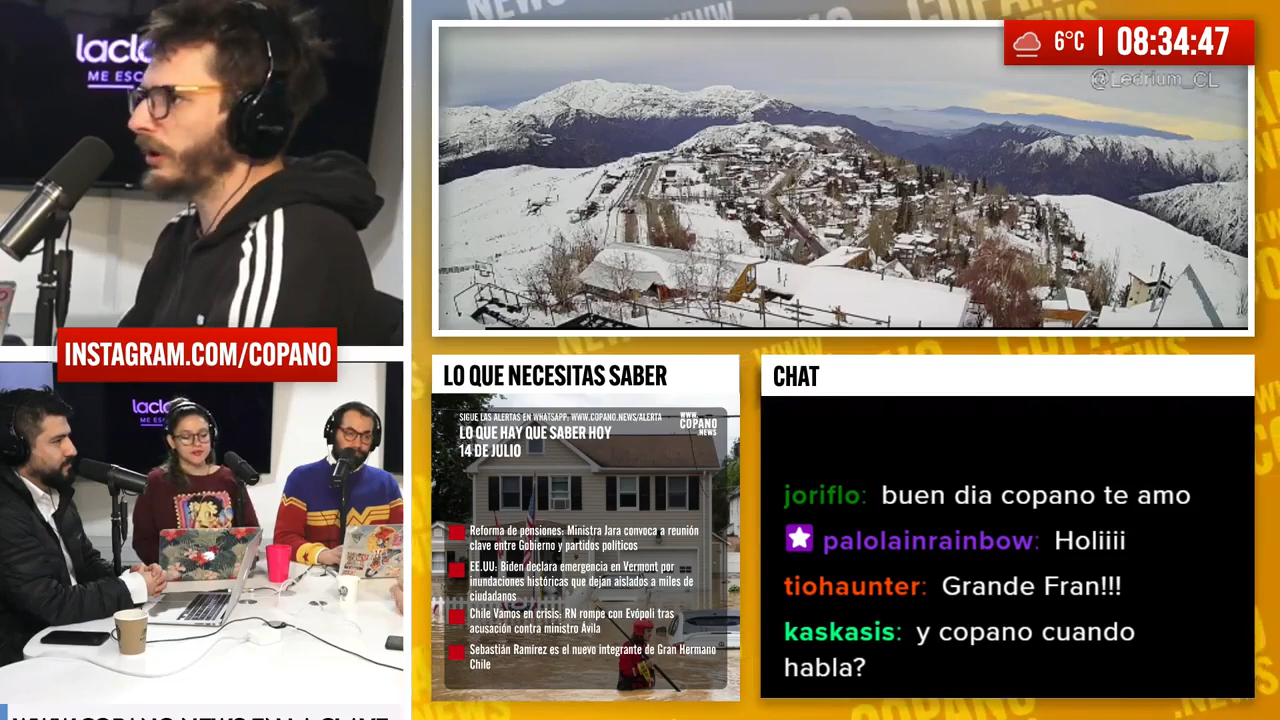 6°C | 08:34:47
@Ledrium_CL
INSTAGRAM.COM/COPANO
LO QUE NECESITAS SABER
SIGUE LAS ALERTAS EN WHATSAPP: WWW.COPANO.NEWS/ALERTA
WWW.
COPANO
.NEWS
LO QUE HAY QUE SABER HOY
14 DE JULIO
Reforma de pensiones: Ministra Jara convoca a reunión
clave entre Gobierno y partidos políticos
EE.UU: Biden declara emergencia en Vermont por
inundaciones históricas que dejan aislados a miles de
ciudadanos
Chile Vamos en crisis: RN rompe con Evópoli tras
acusación contra ministro Ávila
Sebastián Ramírez es el nuevo integrante de Gran Hermano
Chile
CHAT
joriflo: buen dia copano te amo
palolainrainbow: Holiiii
tiohaunter: Grande Fran!!!
kaskasis: y copano cuando
habla?